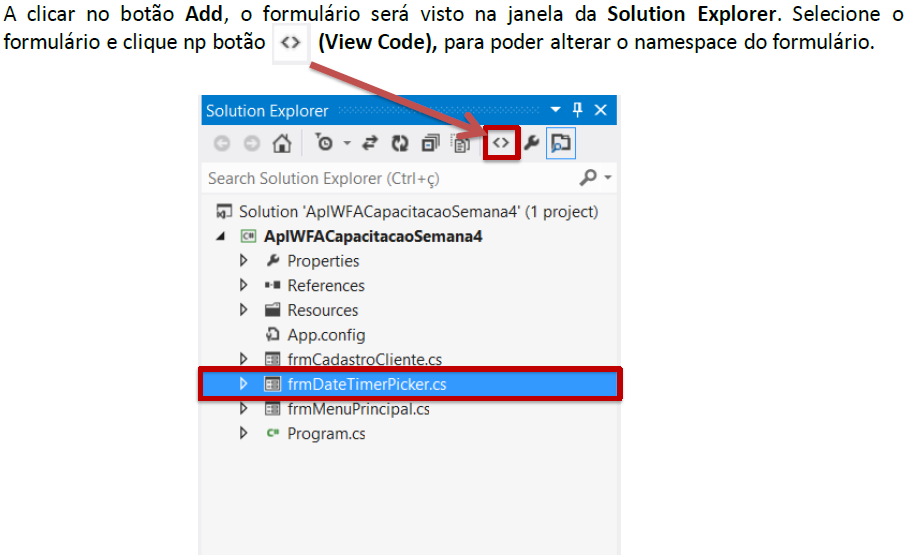 A clicar no botão Add, o formulário será visto na janela da Solution Explorer. Selecione o
formulário e clique np botão <> (View Code), para poder alterar o namespace do formulário.
Solution Explorer
Search Solution Explorer (Ctrl+ç)
Solution 'AplWFACapacitacaoSemana4' (1 project)
C# AplWFACapacitacaoSemana4
Properties
References
Resources
App.config
frmCadastroCliente.cs
frmDateTimerPicker.cs
frmMenuPrincipal.cs
C# Program.cs